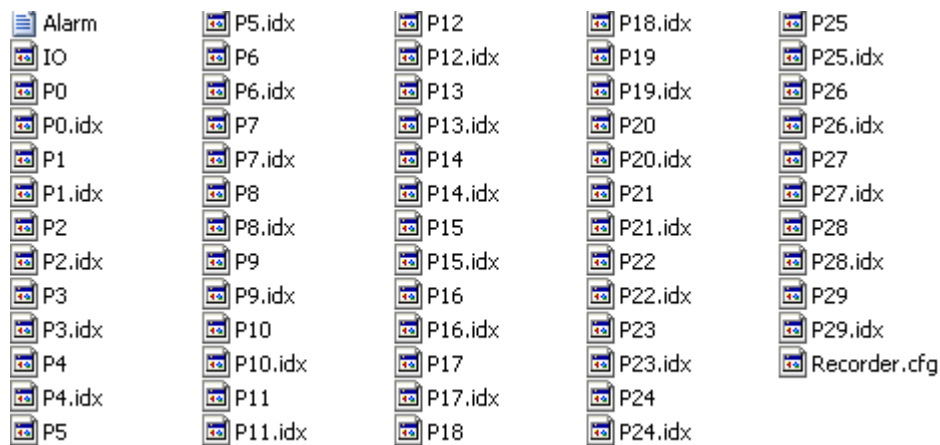 Alarm
IO
P0
P0.idx
P1
P1.idx
P2
P2.idx
P3
P3.idx
P4
P4.idx
P5
P5.idx
P6
P6.idx
P7
P7.idx
P8
P8.idx
P9
P9.idx
P10
P10.idx
P11
P11.idx
P12
P12.idx
P13
P13.idx
P14
P14.idx
P15
P15.idx
P16
P16.idx
P17
P17.idx
P18
P18.idx
P19
P19.idx
P20
P20.idx
P21
P21.idx
P22
P22.idx
P23
P23.idx
P24
P24.idx
P25
P25.idx
P26
P26.idx
P27
P27.idx
P28
P28.idx
P29
P29.idx
Recorder.cfg